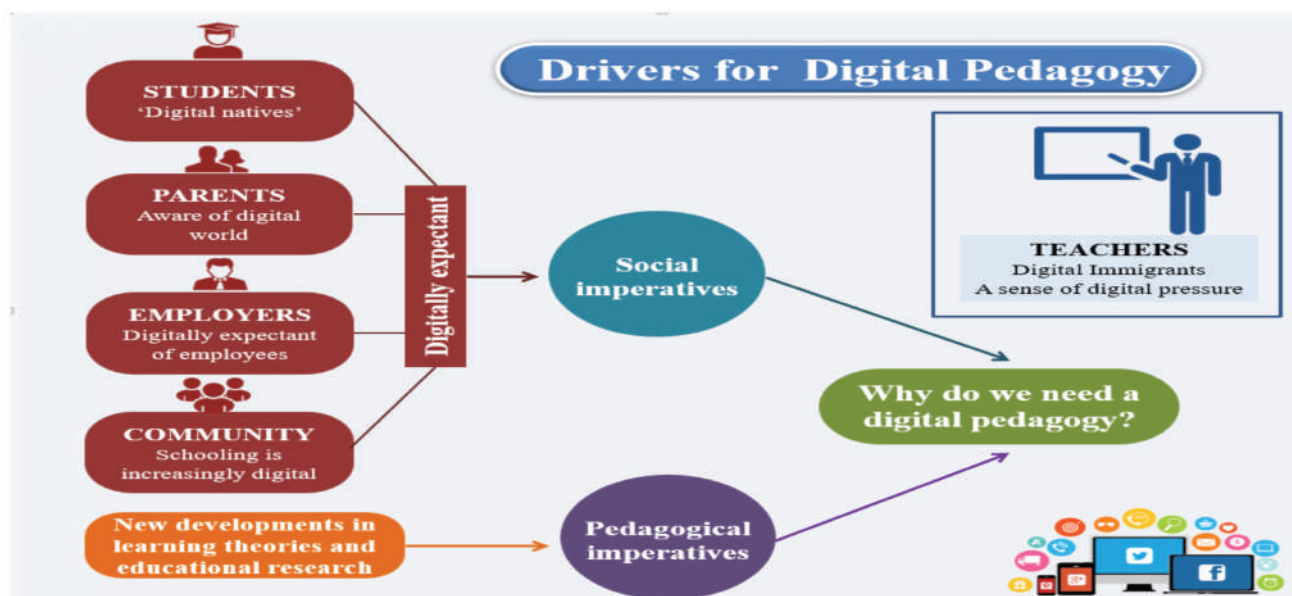 Drivers for Digital Pedagogy
STUDENTS
‘Digital natives’
PARENTS
Aware of digital
world
EMPLOYERS
Digitally expectant
of employees
COMMUNITY
Schooling is
increasingly digital
Digitally expectant
Social
imperatives
TEACHERS
Digital Immigrants
A sense of digital pressure
Why do we need a
digital pedagogy?
New developments in
learning theories and
educational research
Pedagogical
imperatives